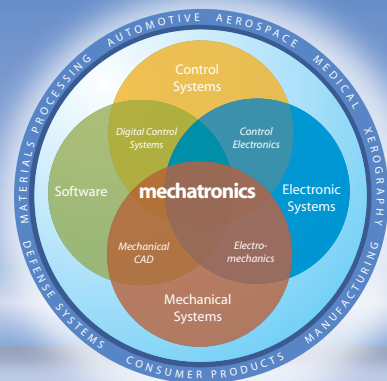 MATERIALS PROCESSING AUTOMOTIVE AEROSPACE MEDICAL XEROGRAPHY
Control
Systems
Digital Control
Systems
Control
Electronics
Software
mechatronics
Electronic
Systems
Mechanical
CAD
Electro-
mechanics
Mechanical
Systems
DEFENSE SYSTEMS CONSUMER PRODUCTS MANUFACTURING